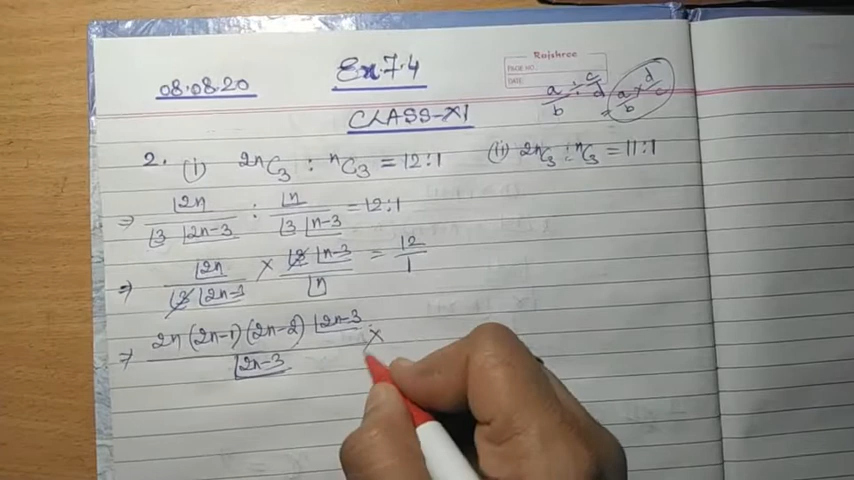 Rajshree
PAGE NO.:
DATE:
08.08.20 Ex.7.4
a/b ÷ c/d a/b × d/c
CLASS-XI
2. (i) ²ⁿC₃ : ⁿC₃ = 12:1 (ii) ²ⁿC₃ : ⁿC₃ = 11:1
⇒ |2n / |3 |2n-3 : |n / |3 |n-3 = 12:1
⇒ |2n / |3 |2n-3 × |3 |n-3 / |n = 12/1
⇒ 2n (2n-1) (2n-2) |2n-3 / |2n-3 ×